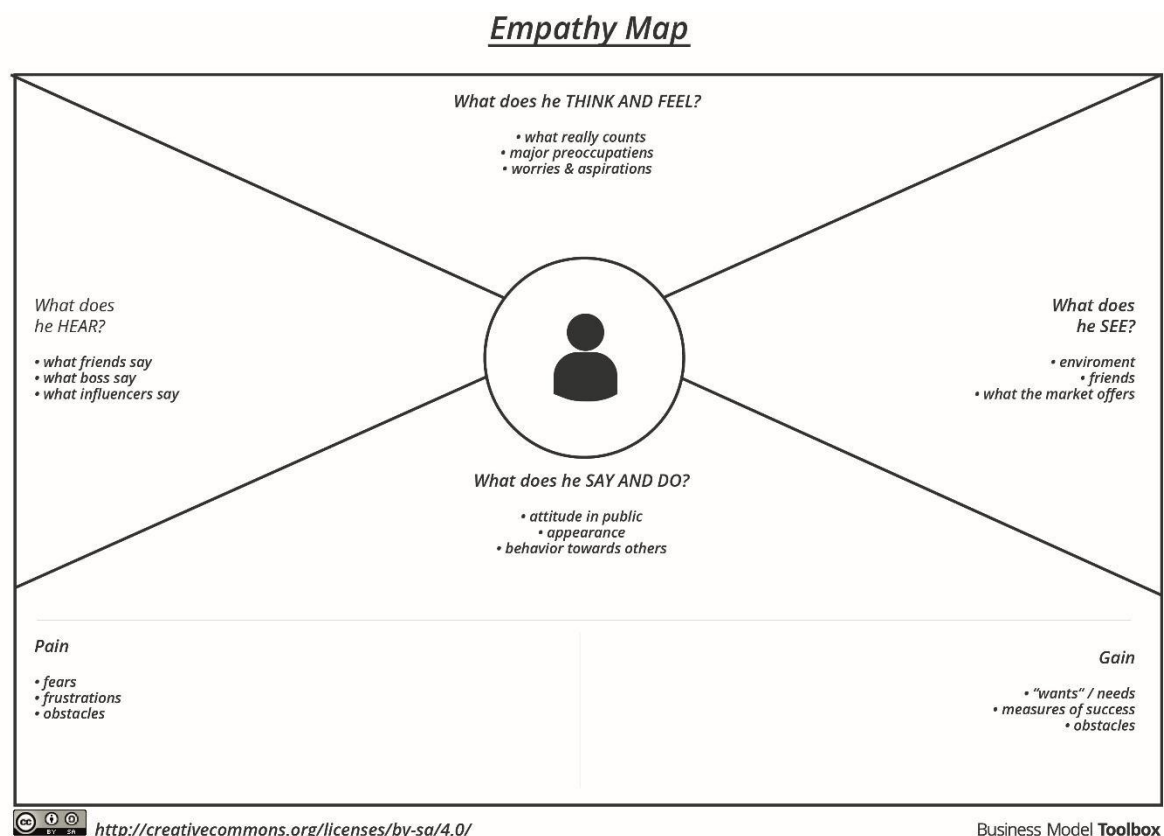 Empathy Map
What does he THINK AND FEEL?
• what really counts
• major preoccupatiens
• worries & aspirations
What does
he HEAR?
• what friends say
• what boss say
• what influencers say
What does
he SEE?
• enviroment
• friends
• what the market offers
What does he SAY AND DO?
• attitude in public
• appearance
• behavior towards others
Pain
• fears
• frustrations
• obstacles
Gain
• “wants” / needs
• measures of success
• obstacles
cc BY SA
http://creativecommons.org/licenses/by-sa/4.0/
Business Model Toolbox